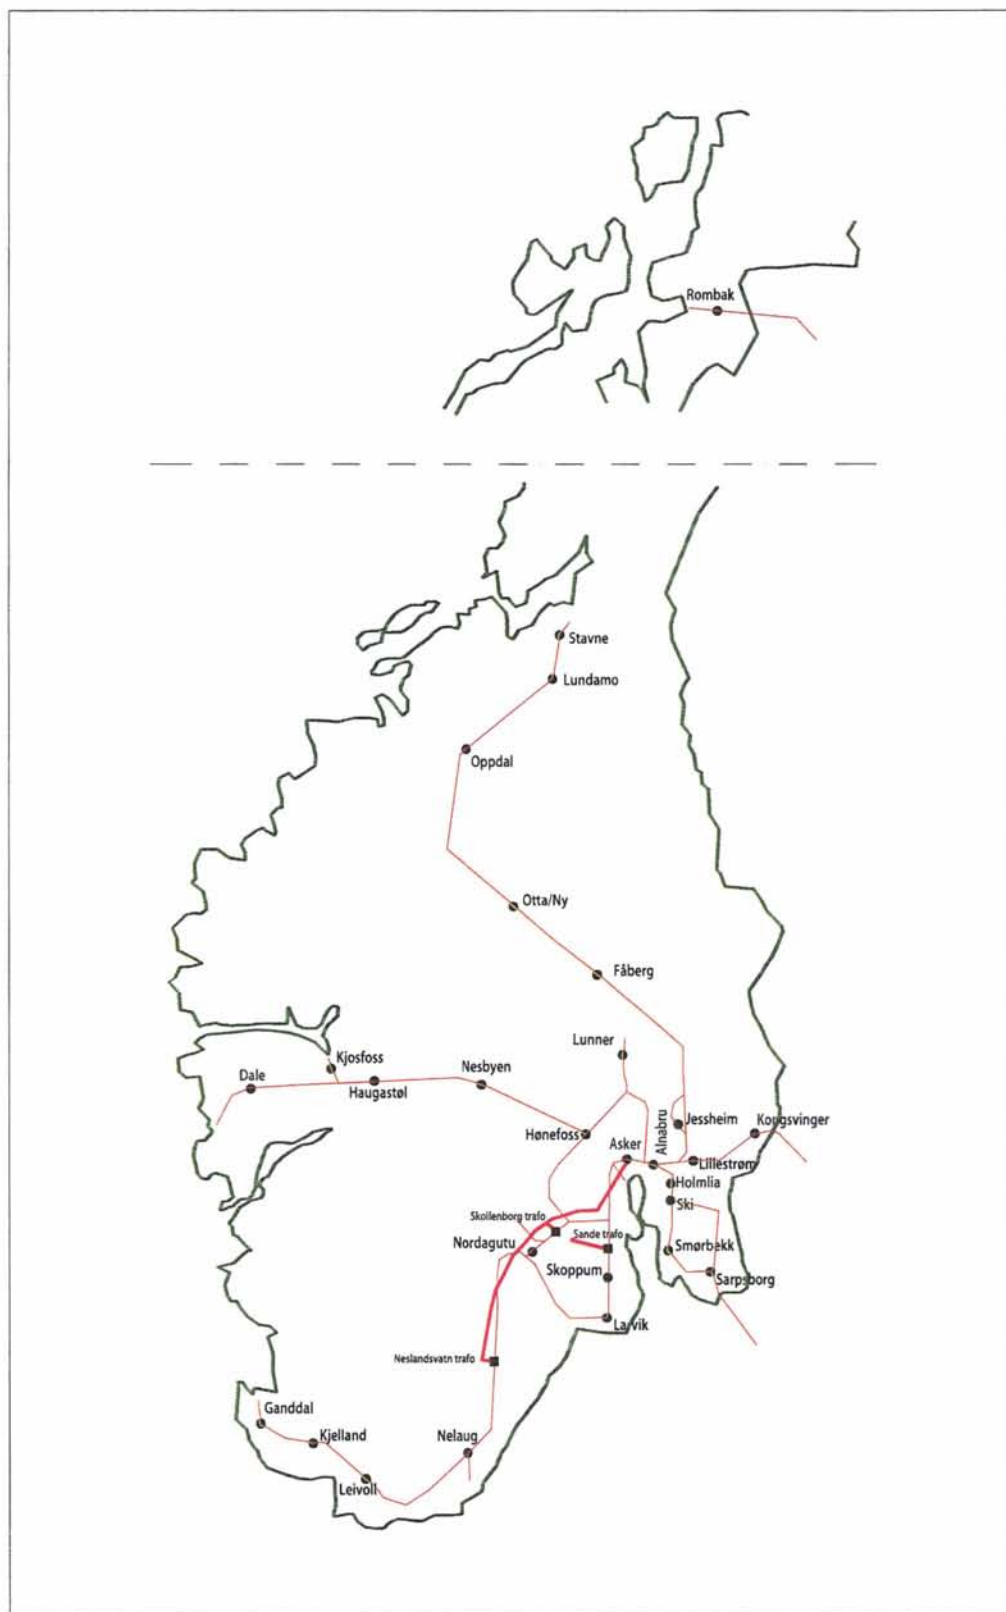 Rombak
Stavne
Lundamo
Oppdal
Otta/Ny
Fåberg
Lunner
Kjosfoss
Dale
Haugastøl
Nesbyen
Hønefoss
Asker
Alnabru
Jessheim
Kongsvinger
Lillestrøm
Holmlia
Ski
Skollenborg trafo
Sande trafo
Nordagutu
Smørbekk
Skoppum
Sarpsborg
Larvik
Neslandsvatn trafo
Ganddal
Kjelland
Nelaug
Leivoll